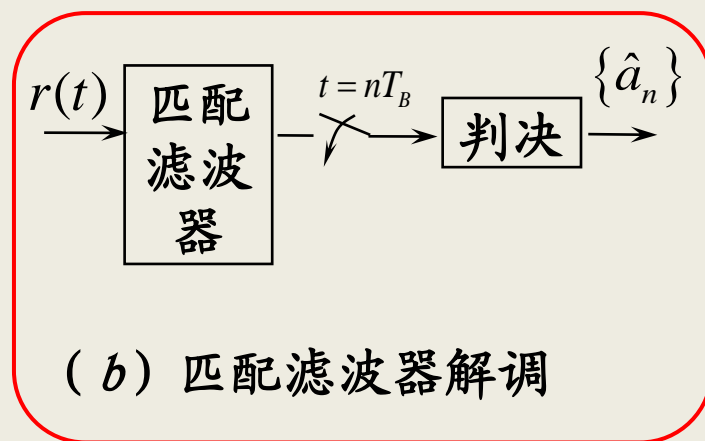 r(t)
匹配
滤波
器
t = nT_B
判决
{â_n}
（b）匹配滤波器解调